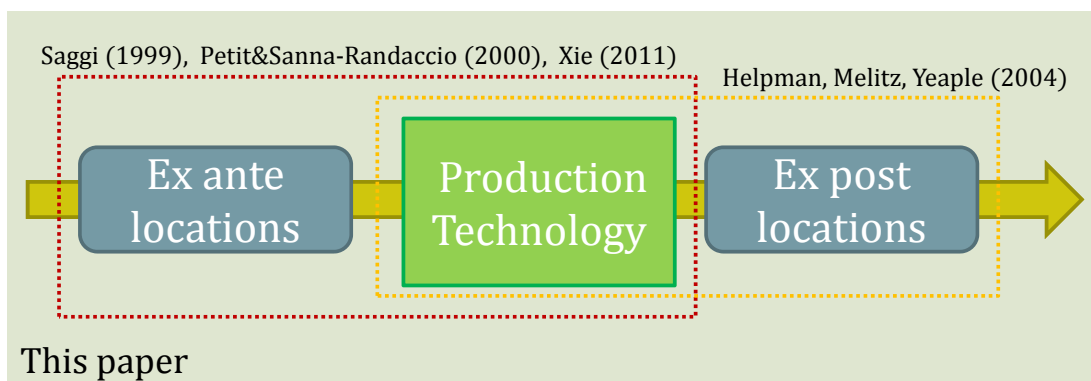 Saggi (1999), Petit&Sanna-Randaccio (2000), Xie (2011)
Helpman, Melitz, Yeaple (2004)
Ex ante
locations
Production
Technology
Ex post
locations
This paper